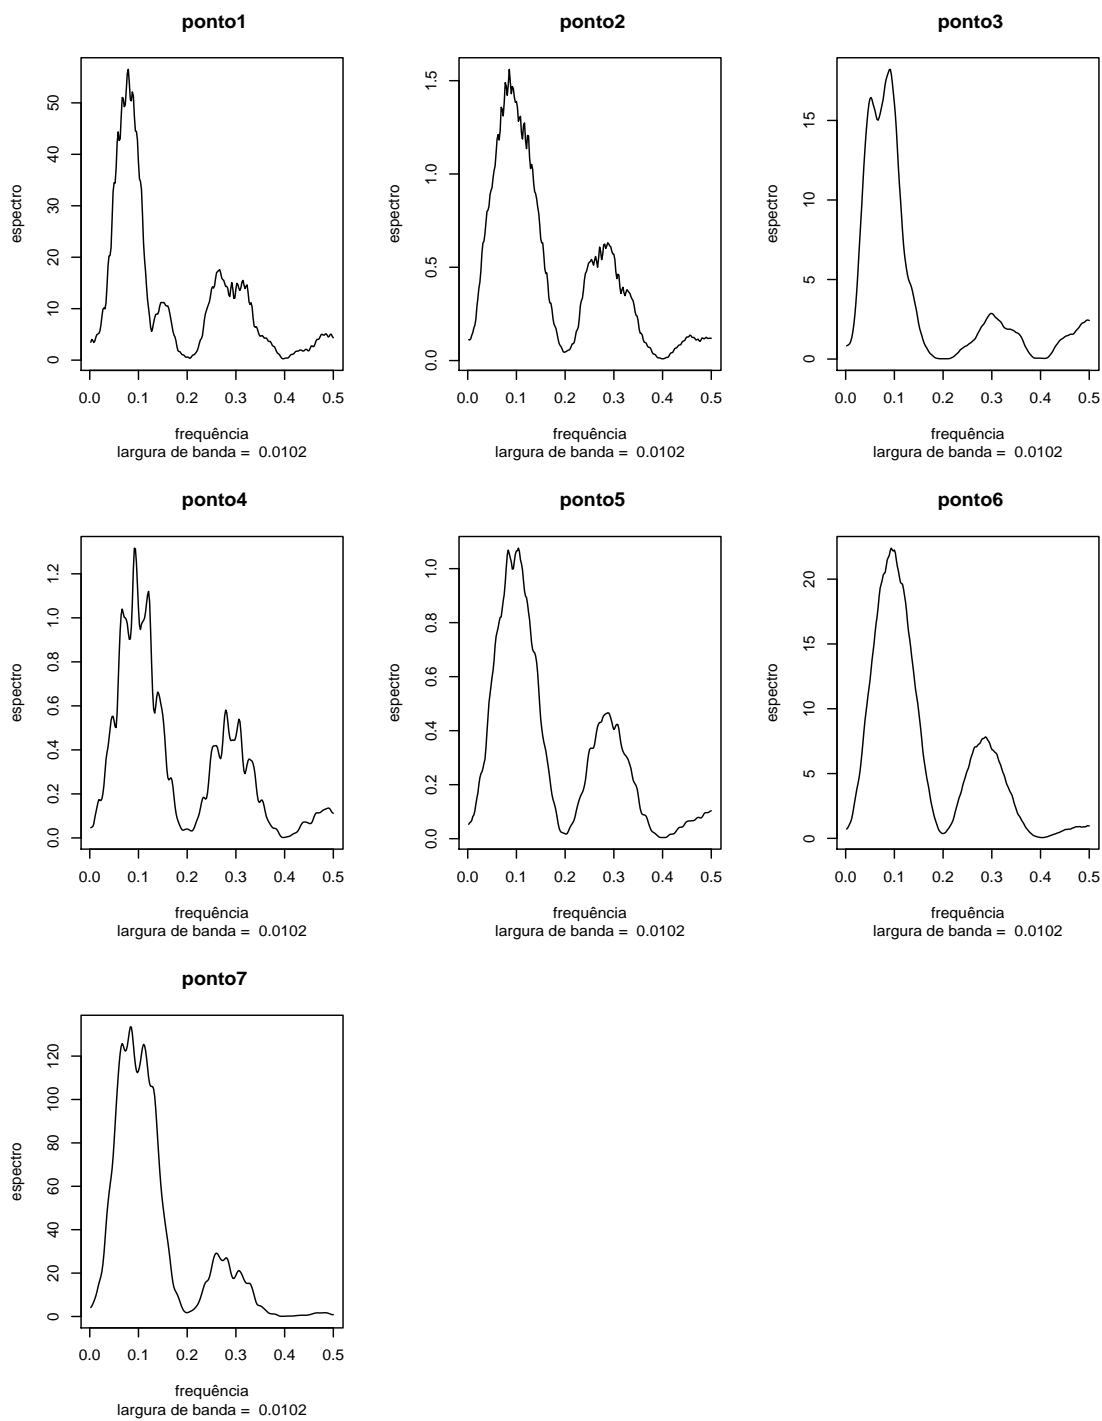 ponto1
espectro
0 10 20 30 40 50
0.0 0.1 0.2 0.3 0.4 0.5
frequência
largura de banda = 0.0102
ponto2
espectro
0.0 0.5 1.0 1.5
0.0 0.1 0.2 0.3 0.4 0.5
frequência
largura de banda = 0.0102
ponto3
espectro
0 5 10 15
0.0 0.1 0.2 0.3 0.4 0.5
frequência
largura de banda = 0.0102
ponto4
espectro
0.0 0.2 0.4 0.6 0.8 1.0 1.2
0.0 0.1 0.2 0.3 0.4 0.5
frequência
largura de banda = 0.0102
ponto5
espectro
0.0 0.2 0.4 0.6 0.8 1.0
0.0 0.1 0.2 0.3 0.4 0.5
frequência
largura de banda = 0.0102
ponto6
espectro
0 5 10 15 20
0.0 0.1 0.2 0.3 0.4 0.5
frequência
largura de banda = 0.0102
ponto7
espectro
0 20 40 60 80 100 120
0.0 0.1 0.2 0.3 0.4 0.5
frequência
largura de banda = 0.0102